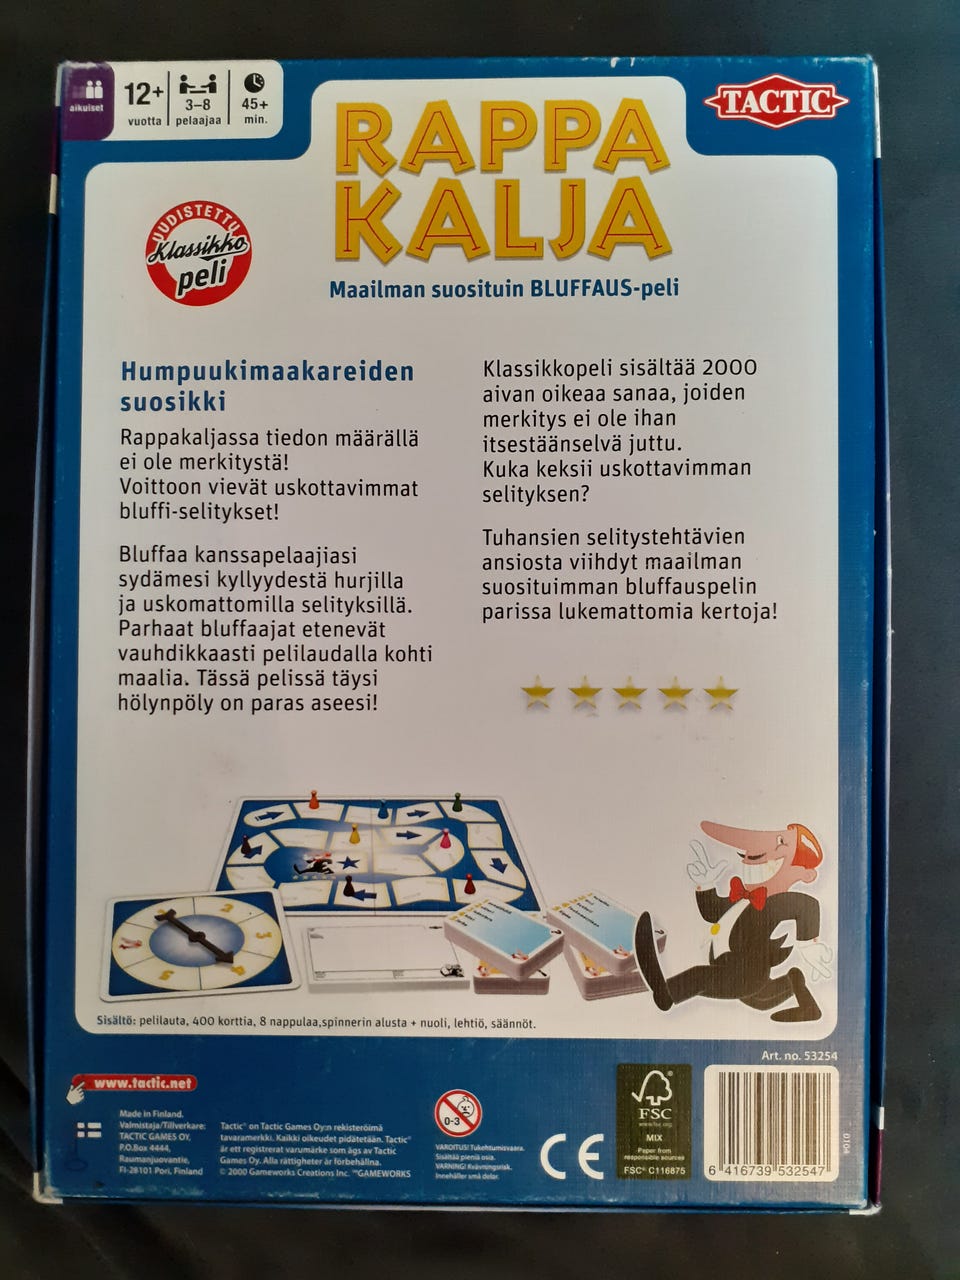 aikuiset
12+
vuotta
3–8
pelaajaa
45+
min.
TACTIC
RAPPA
KALJA
Maailman suosituin BLUFFAUS-peli
UUDISTETTU
Klassikko
peli
Humpuukimaakareiden
suosikki
Rappakaljassa tiedon määrällä
ei ole merkitystä!
Voittoon vievät uskottavimmat
bluffi-selitykset!
Bluffaa kanssapelaajiasi
sydämesi kyllyydestä hurjilla
ja uskomattomilla selityksillä.
Parhaat bluffaajat etenevät
vauhdikkaasti pelilaudalla kohti
maalia. Tässä pelissä täysi
hölynpöly on paras aseesi!
Klassikkopeli sisältää 2000
aivan oikeaa sanaa, joiden
merkitys ei ole ihan
itsestäänselvä juttu.
Kuka keksii uskottavimman
selityksen?
Tuhansien selitystehtävien
ansiosta viihdyt maailman
suosituimman bluffauspelin
parissa lukemattomia kertoja!
Sisältö: pelilauta, 400 korttia, 8 nappulaa,spinnerin alusta + nuoli, lehtiö, säännöt.
Art. no. 53254
www.tactic.net
Made in Finland.
Valmistaja/Tillverkare:
TACTIC GAMES OY,
P.O.Box 4444,
Raumanjuovantie,
FI-28101 Pori, Finland
Tactic® on Tactic Games Oy:n rekisteröimä
tavaramerkki. Kaikki oikeudet pidätetään. Tactic®
är ett registrerat varumärke som ägs av Tactic
Games Oy. Alla rättigheter är förbehållna.
© 2000 Gameworks Creations Inc. ™GAMEWORKS
0-3
VAROITUS! Tukehtumisvaara.
Sisältää pieniä osia.
VARNING! Kvävningsrisk.
Innehåller små delar.
CE
FSC
www.fsc.org
MIX
Paper from
responsible sources
FSC® C116875
6 416739 532547
0104